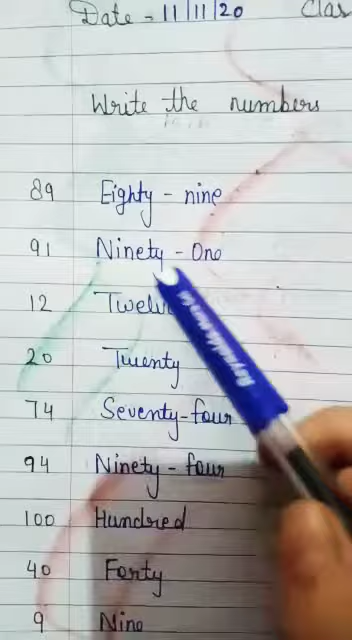 Date - 11/11/20 Clas
Write the numbers
89 Eighty - nine
91 Ninety - One
12
20 Twenty
74 Seventy-four
94 Ninety - four
100 Hundred
40 Forty
9 Nine